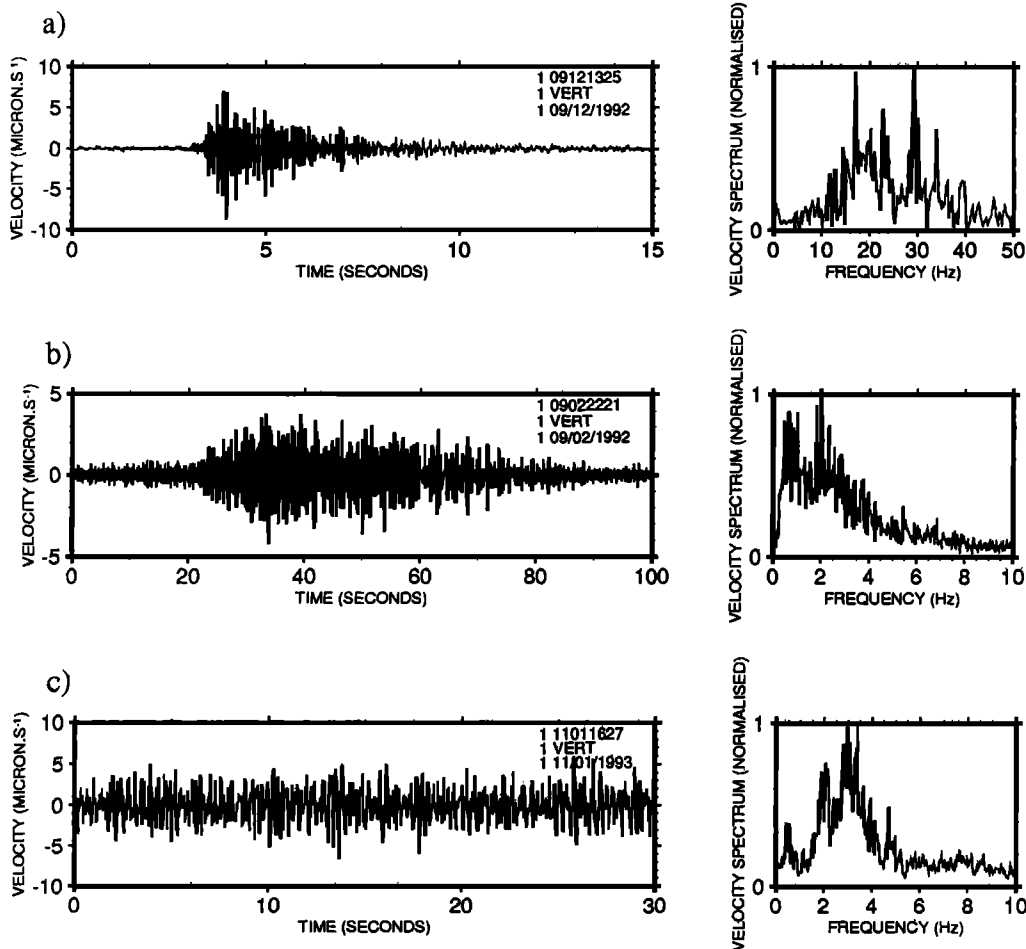 a)
VELOCITY (MICRON.S-1)
10
5
0
-5
-10
1 09121325
1 VERT
1 09/12/1992
0 5 10 15
TIME (SECONDS)
VELOCITY SPECTRUM (NORMALISED)
1
0
0 10 20 30 40 50
FREQUENCY (Hz)
b)
VELOCITY (MICRON.S-1)
5
0
-5
1 09022221
1 VERT
1 09/02/1992
0 20 40 60 80 100
TIME (SECONDS)
VELOCITY SPECTRUM (NORMALISED)
1
0
0 2 4 6 8 10
FREQUENCY (Hz)
c)
VELOCITY (MICRON.S-1)
10
5
0
-5
-10
1 11011627
1 VERT
1 11/01/1993
0 10 20 30
TIME (SECONDS)
VELOCITY SPECTRUM (NORMALISED)
1
0
0 2 4 6 8 10
FREQUENCY (Hz)